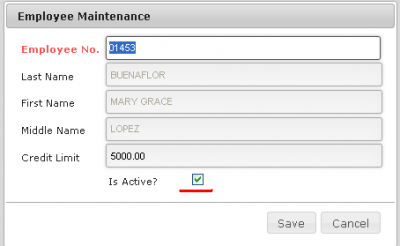 Employee Maintenance
Employee No. 01453
Last Name BUENAFLOR
First Name MARY GRACE
Middle Name LOPEZ
Credit Limit 5000.00
Is Active?
Save Cancel